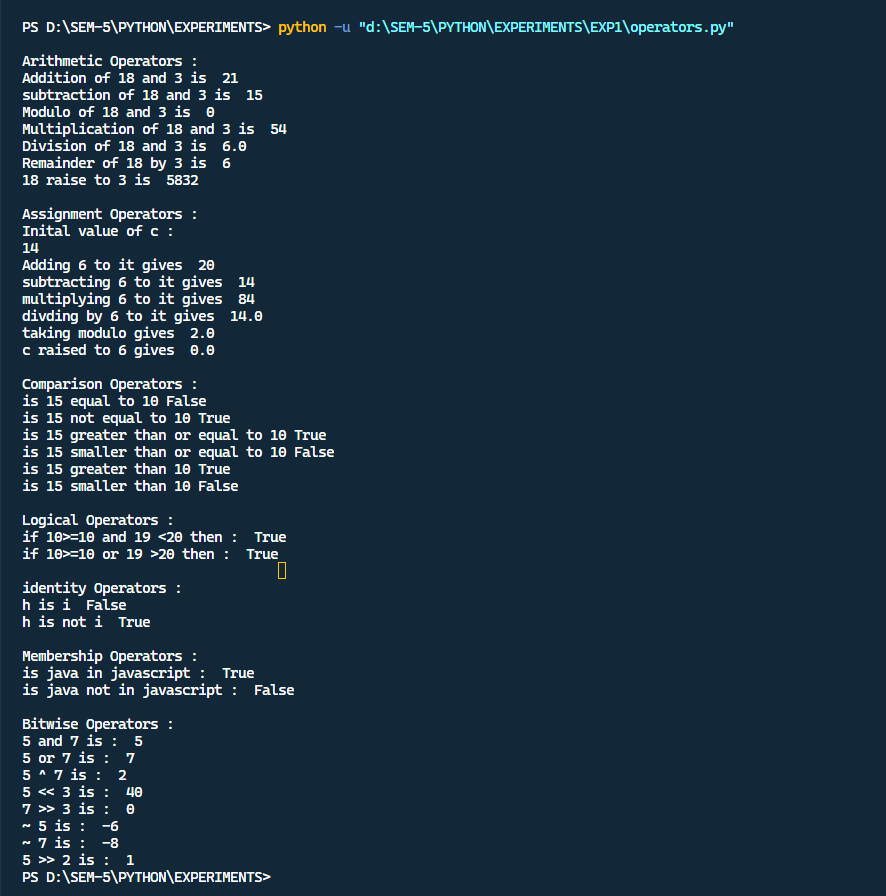 PS D:\SEM-5\PYTHON\EXPERIMENTS> python -u "d:\SEM-5\PYTHON\EXPERIMENTS\EXP1\operators.py"
Arithmetic Operators :
Addition of 18 and 3 is  21
subtraction of 18 and 3 is  15
Modulo of 18 and 3 is  0
Multiplication of 18 and 3 is  54
Division of 18 and 3 is  6.0
Remainder of 18 by 3 is  6
18 raise to 3 is  5832
Assignment Operators :
Inital value of c :
14
Adding 6 to it gives  20
subtracting 6 to it gives  14
multiplying 6 to it gives  84
divding by 6 to it gives  14.0
taking modulo gives  2.0
c raised to 6 gives  0.0
Comparison Operators :
is 15 equal to 10 False
is 15 not equal to 10 True
is 15 greater than or equal to 10 True
is 15 smaller than or equal to 10 False
is 15 greater than 10 True
is 15 smaller than 10 False
Logical Operators :
if 10>=10 and 19 <20 then :  True
if 10>=10 or 19 >20 then :  True
identity Operators :
h is i  False
h is not i  True
Membership Operators :
is java in javascript :  True
is java not in javascript :  False
Bitwise Operators :
5 and 7 is :  5
5 or 7 is :  7
5 ^ 7 is :  2
5 << 3 is :  40
7 >> 3 is :  0
~ 5 is :  -6
~ 7 is :  -8
5 >> 2 is :  1
PS D:\SEM-5\PYTHON\EXPERIMENTS>